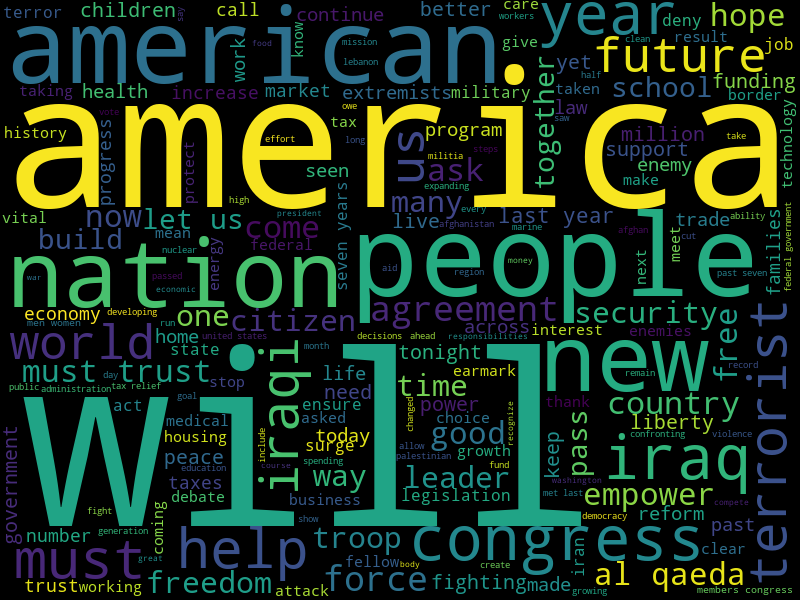 terror
children
say
call
continue
better
care
workers
year
deny
hope
american
work
know
give
result
clean
job
mission
lebanon
food
yet
half
future
taking
health
increase
market
extremists
military
taken
school
funding
border
america
history
progress
protect
owe
effort
vote
tax
long
us
program
militia
steps
together
law
saw
million
support
take
technology
enemy
make
ask
seen
expanding
high
many
vital
now
let us
president
come
live
afghanistan
every
last year
marine
afghan
trade
ability
families
federal government
build
mean
nuclear
energy
federal
seven years
people
next
meet
cut
nation
war
passed
economic
aid
region
money
past seven
economy
developing
one
citizen
agreement
across
interest
security
enemies
free
terrorist
men women
run
united states
decisions
ahead
responsibilities
world
home
state
iraqi
month
tonight
new
record
must
trust
day
stop
life
time
earmark
thank
remain
country
public
administration
tax relief
goal
need
power
will
act
ensure
asked
changed
choice
good
recognize
pass
liberty
medical
housing
include
today
surge
growth
allow
palestinian
keep
confronting
violence
government
peace
education
course
spending
way
leader
fund
iraq
washington
taxes
debate
business
legislation
met last
empower
compete
number
coming
fight
generation
show
democracy
reform
past
must
great
help
troop
congress
iran
clear
trust
working
freedom
attack
fellow
body
force
fighting
create
made
growing
al qaeda
members congress